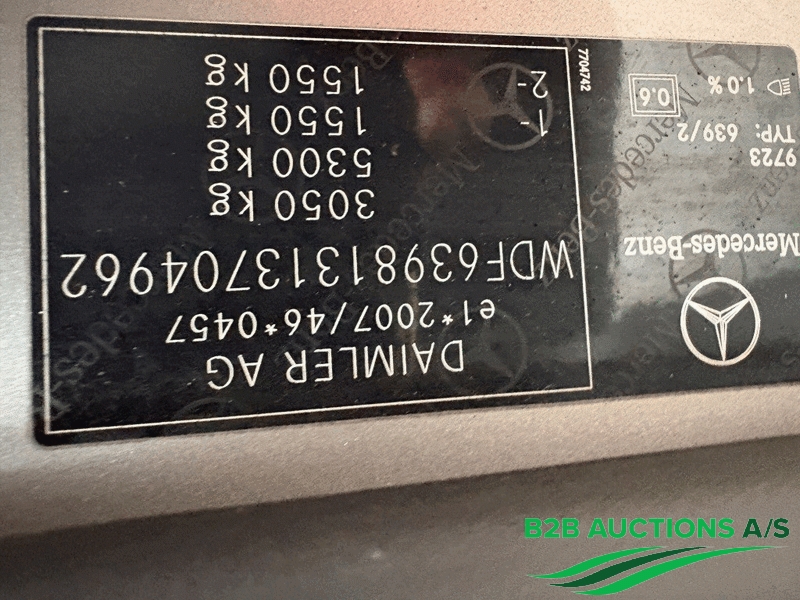 DAIMLER AG
e1*2007/46*0457
WDF63981313704962
3050 kg
5300 kg
1- 1550 kg
2- 1550 kg
Mercedes-Benz
9723
TYP: 639/2
0.6
1.0 %
7704742
B2B AUCTIONS A/S